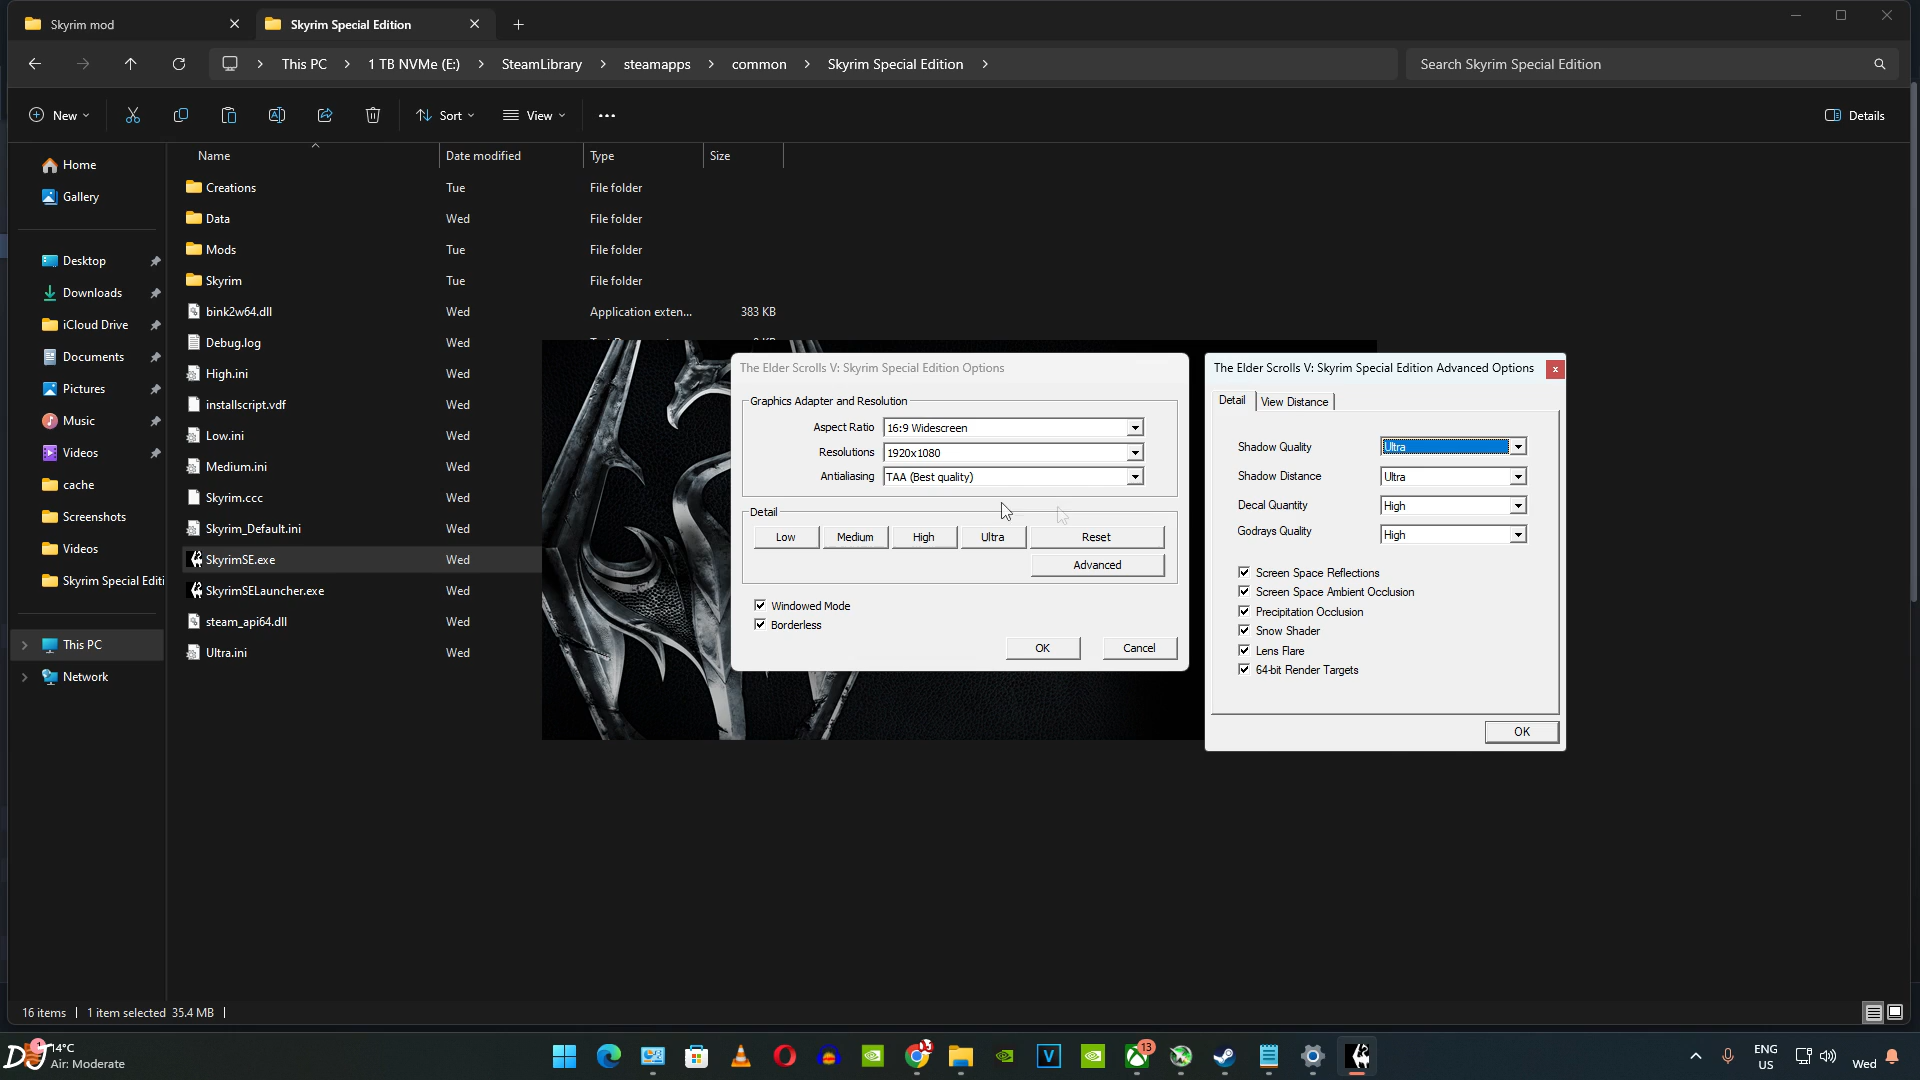 Skyrim mod
Skyrim Special Edition
This PC > 1 TB NVMe (E:) > SteamLibrary > steamapps > common > Skyrim Special Edition >
Search Skyrim Special Edition
New
Sort
View
Details
Name Date modified Type Size
Home
Gallery
Desktop
Downloads
iCloud Drive
Documents
Pictures
Music
Videos
cache
Screenshots
Videos
Skyrim Special Editi
This PC
Network
Creations Tue File folder
Data Wed File folder
Mods Tue File folder
Skyrim Tue File folder
bink2w64.dll Wed Application exten... 383 KB
Debug.log Wed
High.ini Wed
installscript.vdf Wed
Low.ini Wed
Medium.ini Wed
Skyrim.ccc Wed
Skyrim_Default.ini Wed
SkyrimSE.exe Wed
SkyrimSELauncher.exe Wed
steam_api64.dll Wed
Ultra.ini Wed
The Elder Scrolls V: Skyrim Special Edition Options
Graphics Adapter and Resolution
Aspect Ratio 16:9 Widescreen
Resolutions 1920x1080
Antialiasing TAA (Best quality)
Detail
Low Medium High Ultra Reset
Advanced
Windowed Mode
Borderless
OK Cancel
The Elder Scrolls V: Skyrim Special Edition Advanced Options
Detail View Distance
Shadow Quality Ultra
Shadow Distance Ultra
Decal Quantity High
Godrays Quality High
Screen Space Reflections
Screen Space Ambient Occlusion
Precipitation Occlusion
Snow Shader
Lens Flare
64-bit Render Targets
OK
16 items 1 item selected 35.4 MB
DJ
14°C
Air: Moderate
13
ENG
US
Wed